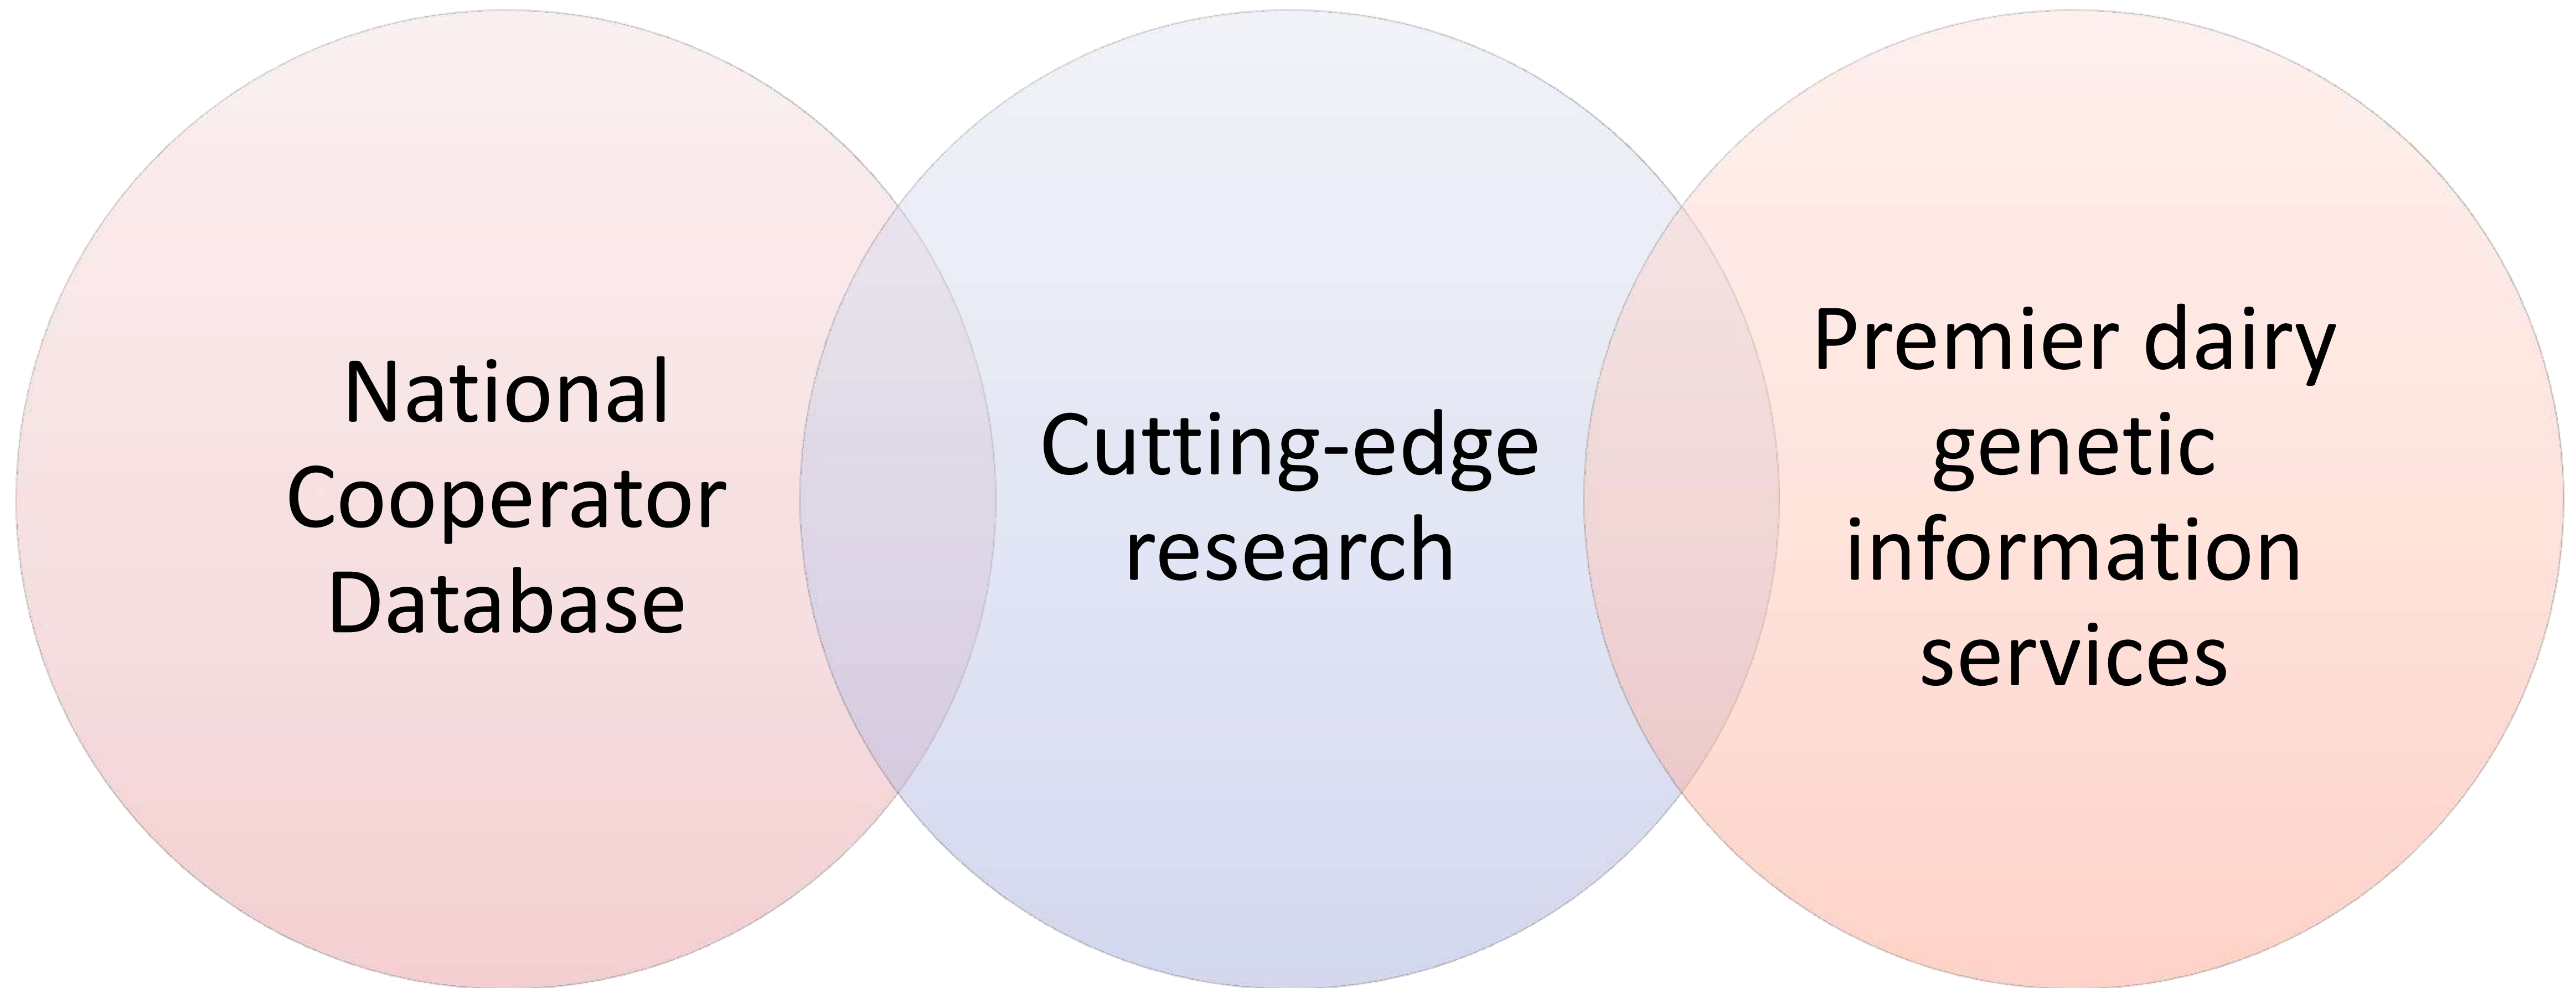 National
Cooperator
Database
Cutting-edge
research
Premier dairy
genetic
information
services